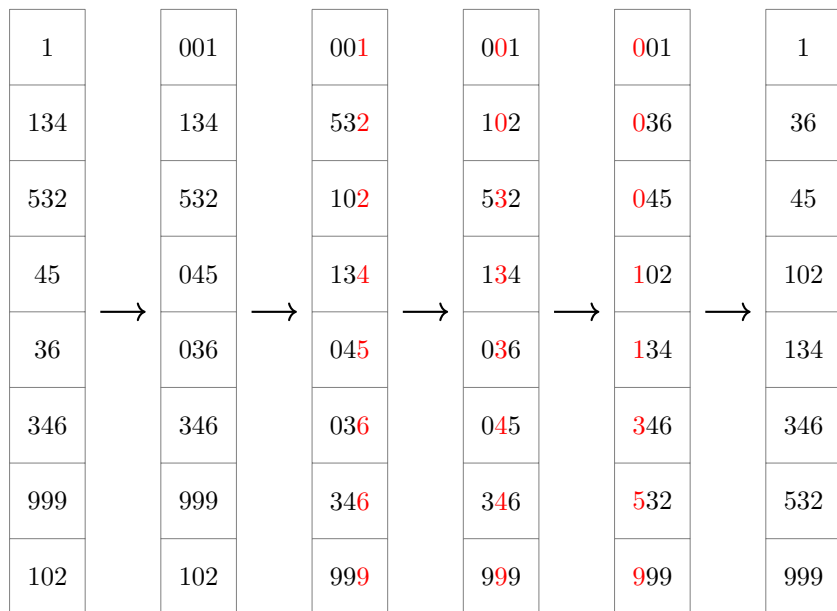 1 001 001 001 001 1
134 134 532 102 036 36
532 532 102 532 045 45
45 045 134 134 102 102
36 036 045 036 134 134
346 346 036 045 346 346
999 999 346 346 532 532
102 102 999 999 999 999